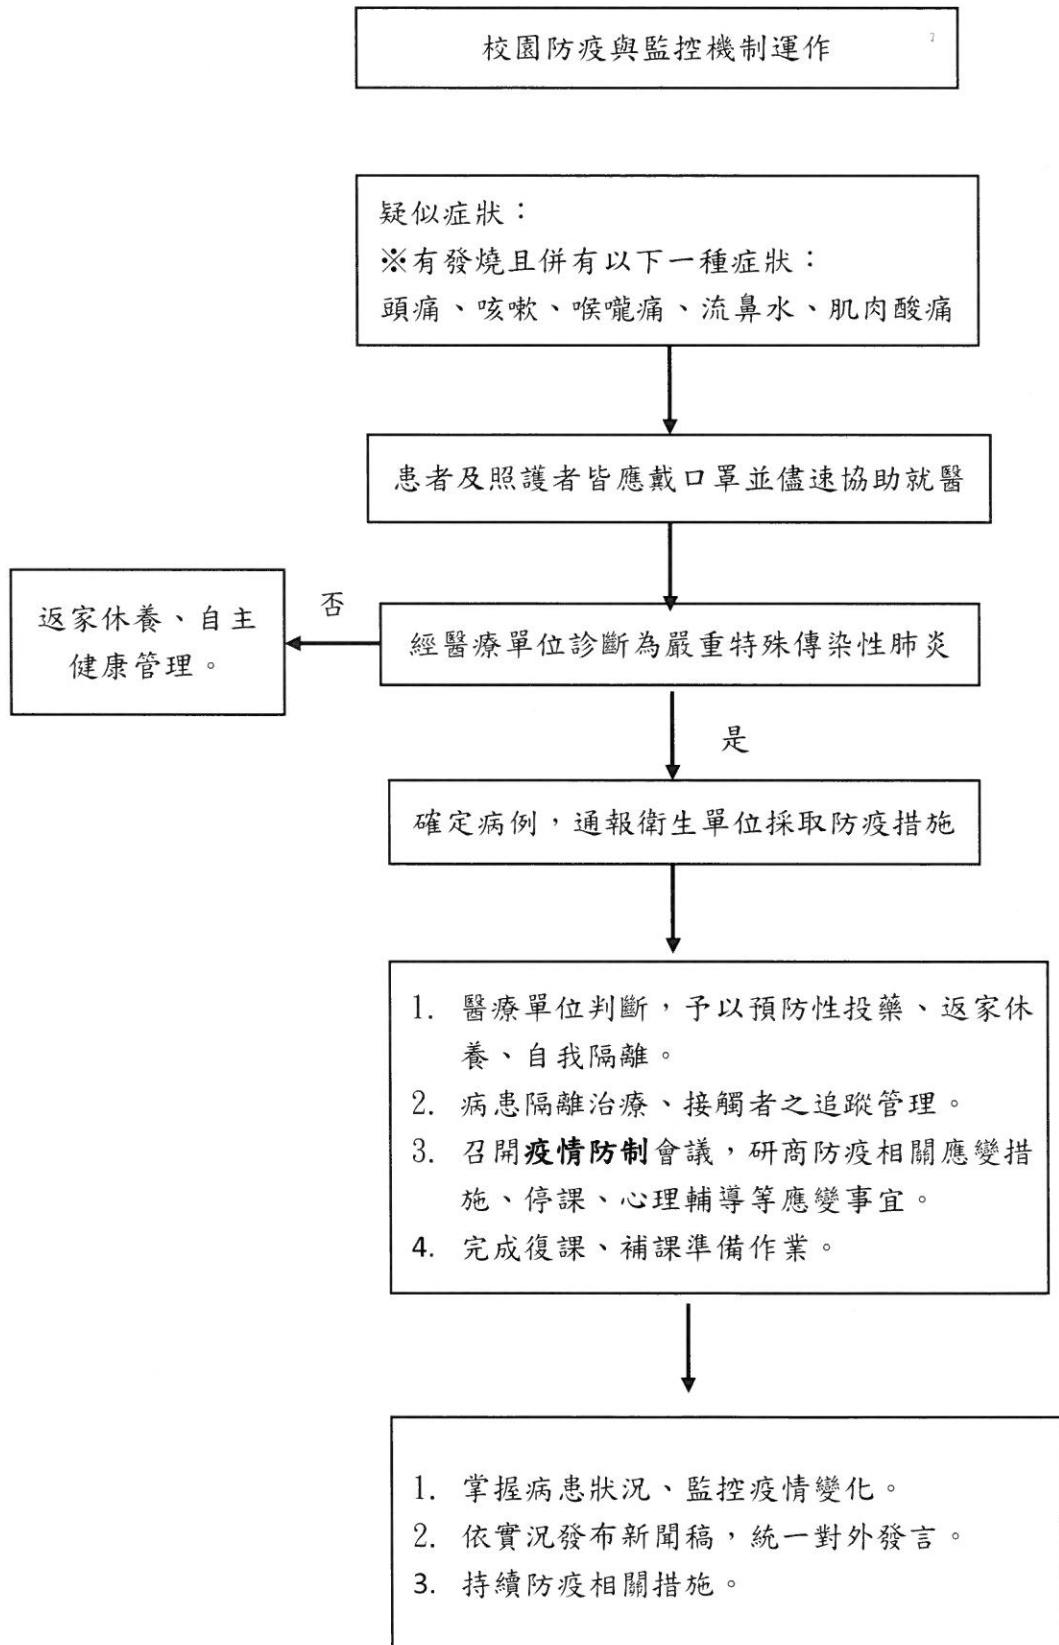 校園防疫與監控機制運作
疑似症狀：
※有發燒且併有以下一種症狀：
頭痛、咳嗽、喉嚨痛、流鼻水、肌肉酸痛
患者及照護者皆應戴口罩並儘速協助就醫
返家休養、自主
健康管理。
否
經醫療單位診斷為嚴重特殊傳染性肺炎
是
確定病例，通報衛生單位採取防疫措施
1. 醫療單位判斷，予以預防性投藥、返家休
養、自我隔離。
2. 病患隔離治療、接觸者之追蹤管理。
3. 召開疫情防制會議，研商防疫相關應變措
施、停課、心理輔導等應變事宜。
4. 完成復課、補課準備作業。
1. 掌握病患狀況、監控疫情變化。
2. 依實況發布新聞稿，統一對外發言。
3. 持續防疫相關措施。